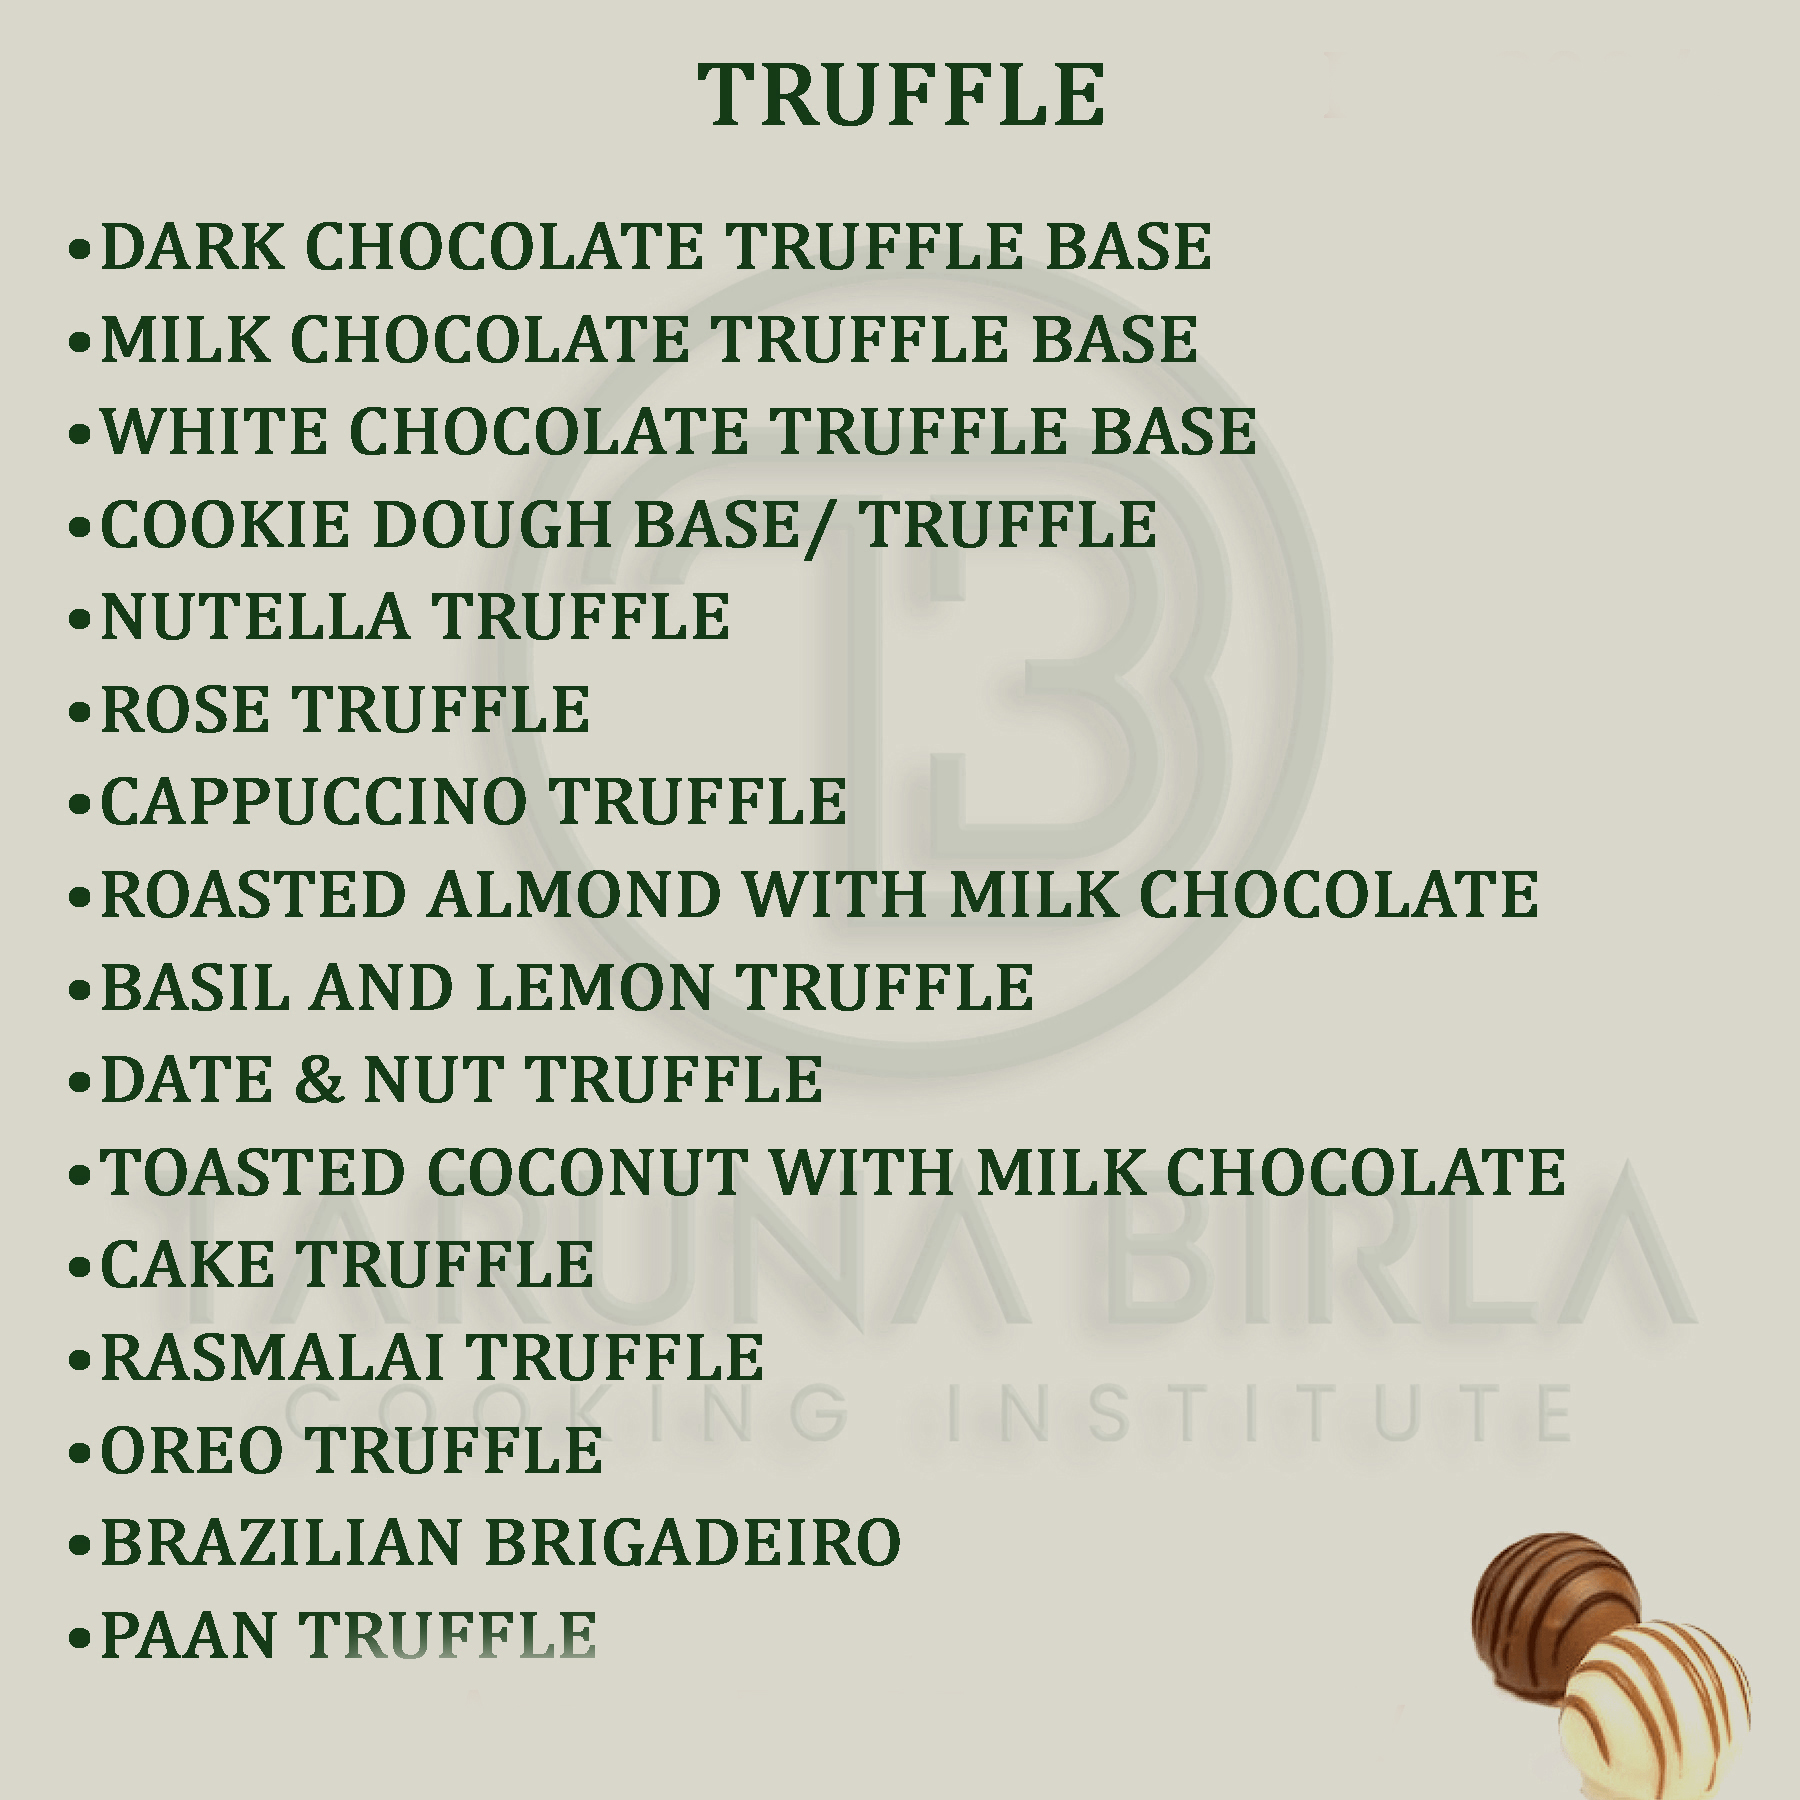 TRUFFLE
•DARK CHOCOLATE TRUFFLE BASE
•MILK CHOCOLATE TRUFFLE BASE
•WHITE CHOCOLATE TRUFFLE BASE
•COOKIE DOUGH BASE/ TRUFFLE
•NUTELLA TRUFFLE
•ROSE TRUFFLE
•CAPPUCCINO TRUFFLE
•ROASTED ALMOND WITH MILK CHOCOLATE
•BASIL AND LEMON TRUFFLE
•DATE & NUT TRUFFLE
•TOASTED COCONUT WITH MILK CHOCOLATE
TARUNA BIRLA
•CAKE TRUFFLE
•RASMALAI TRUFFLE
COOKING INSTITUTE
•OREO TRUFFLE
•BRAZILIAN BRIGADEIRO
•PAAN TRUFFLE